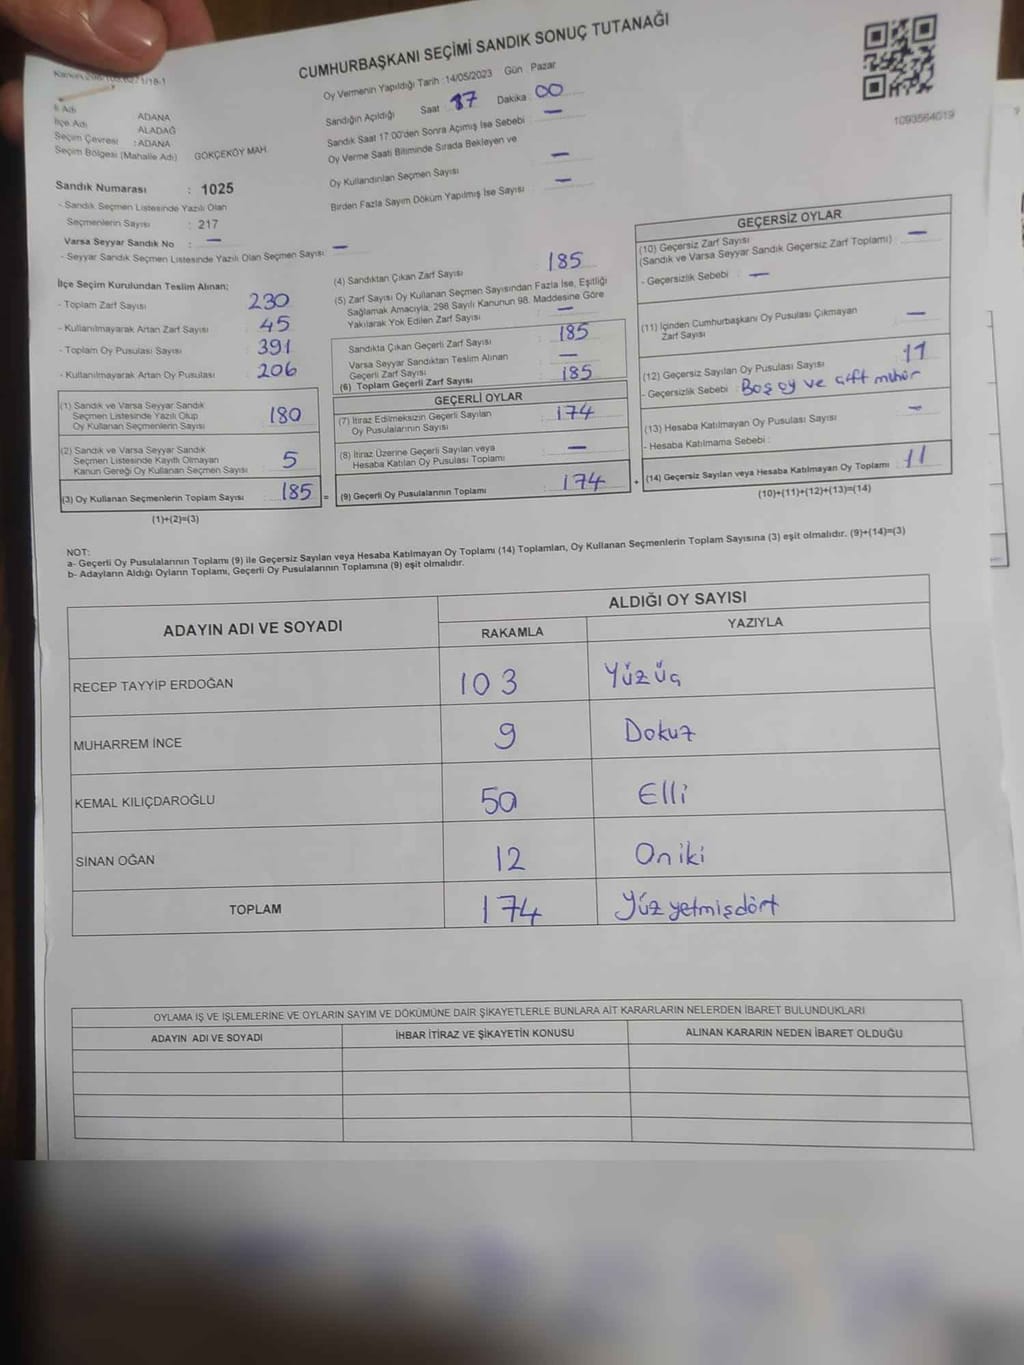 CUMHURBAŞKANI SEÇİMİ SANDIK SONUÇ TUTANAĞI
Oy Vermenin Yapıldığı Tarih :14/05/2023 Gün Pazar
Sandığın Açıldığı Saat 17 Dakika 00
Sandık Saat 17:00'den Sonra Açımış İse Sebebi —
Oy Verme Saati Bitiminde Sırada Bekleyen ve
Oy Kullandırılan Seçmen Sayısı —
Birden Fazla Sayım Döküm Yapılmış İse Sayısı —
1093564019
İl Adı ADANA
İlçe Adı ALADAĞ
Seçim Çevresi : ADANA
Seçim Bölgesi (Mahalle Adı) GÖKÇEKÖY MAH.
Sandık Numarası : 1025
- Sandık Seçmen Listesinde Yazılı Olan
Seçmenlerin Sayısı : 217
Varsa Seyyar Sandık No : —
- Seyyar Sandık Seçmen Listesinde Yazılı Olan Seçmen Sayısı —
İlçe Seçim Kurulundan Teslim Alınan;
- Toplam Zarf Sayısı 230
- Kullanılmayarak Artan Zarf Sayısı 45
- Toplam Oy Pusulası Sayısı 391
- Kullanılmayarak Artan Oy Pusulası 206
(1) Sandık ve Varsa Seyyar Sandık
Seçmen Listesinde Yazılı Olup
Oy Kullanan Seçmenlerin Sayısı 180
(2) Sandık ve Varsa Seyyar Sandık
Seçmen Listesinde Kayıtlı Olmayan
Kanun Gereği Oy Kullanan Seçmen Sayısı 5
(3) Oy Kullanan Seçmenlerin Toplam Sayısı 185 =
(1)+(2)=(3)
(4) Sandıktan Çıkan Zarf Sayısı 185
(5) Zarf Sayısı Oy Kullanan Seçmen Sayısından Fazla İse, Eşitliği
Sağlamak Amacıyla, 298 Sayılı Kanunun 98. Maddesine Göre
Yakılarak Yok Edilen Zarf Sayısı —
Sandıkta Çıkan Geçerli Zarf Sayısı : 185
Varsa Seyyar Sandıktan Teslim Alınan
Geçerli Zarf Sayısı —
(6) Toplam Geçerli Zarf Sayısı : 185
GEÇERLİ OYLAR
(7) İtiraz Edilmeksizin Geçerli Sayılan
Oy Pusulalarının Sayısı : 174
(8) İtiraz Üzerine Geçerli Sayılan veya
Hesaba Katılan Oy Pusulası Toplamı : —
(9) Geçerli Oy Pusulalarının Toplamı : 174 +
GEÇERSİZ OYLAR
(10) Geçersiz Zarf Sayısı
(Sandık ve Varsa Seyyar Sandık Geçersiz Zarf Toplamı) : —
- Geçersizlik Sebebi : —
(11) İçinden Cumhurbaşkanı Oy Pusulası Çıkmayan
Zarf Sayısı : —
(12) Geçersiz Sayılan Oy Pusulası Sayısı : 11
- Geçersizlik Sebebi : Boş oy ve çift mühür
(13) Hesaba Katılmayan Oy Pusulası Sayısı : —
- Hesaba Katılmama Sebebi :
(14) Geçersiz Sayılan veya Hesaba Katılmayan Oy Toplamı : 11
(10)+(11)+(12)+(13)=(14)
NOT:
a- Geçerli Oy Pusulalarının Toplamı (9) ile Geçersiz Sayılan veya Hesaba Katılmayan Oy Toplamı (14) Toplamları, Oy Kullanan Seçmenlerin Toplam Sayısına (3) eşit olmalıdır. (9)+(14)=(3)
b- Adayların Aldığı Oyların Toplamı, Geçerli Oy Pusulalarının Toplamına (9) eşit olmalıdır.
ADAYIN ADI VE SOYADI ALDIĞI OY SAYISI
RAKAMLA YAZIYLA
RECEP TAYYİP ERDOĞAN 103 Yüzüç
MUHARREM İNCE 9 Dokuz
KEMAL KILIÇDAROĞLU 50 Elli
SİNAN OĞAN 12 Oniki
TOPLAM 174 Yüzyetmişdört
OYLAMA İŞ VE İŞLEMLERİNE VE OYLARIN SAYIM VE DÖKÜMÜNE DAİR ŞİKAYETLERLE BUNLARA AİT KARARLARIN NELERDEN İBARET BULUNDUKLARI
ADAYIN ADI VE SOYADI İHBAR İTİRAZ VE ŞİKAYETİN KONUSU ALINAN KARARIN NEDEN İBARET OLDUĞU